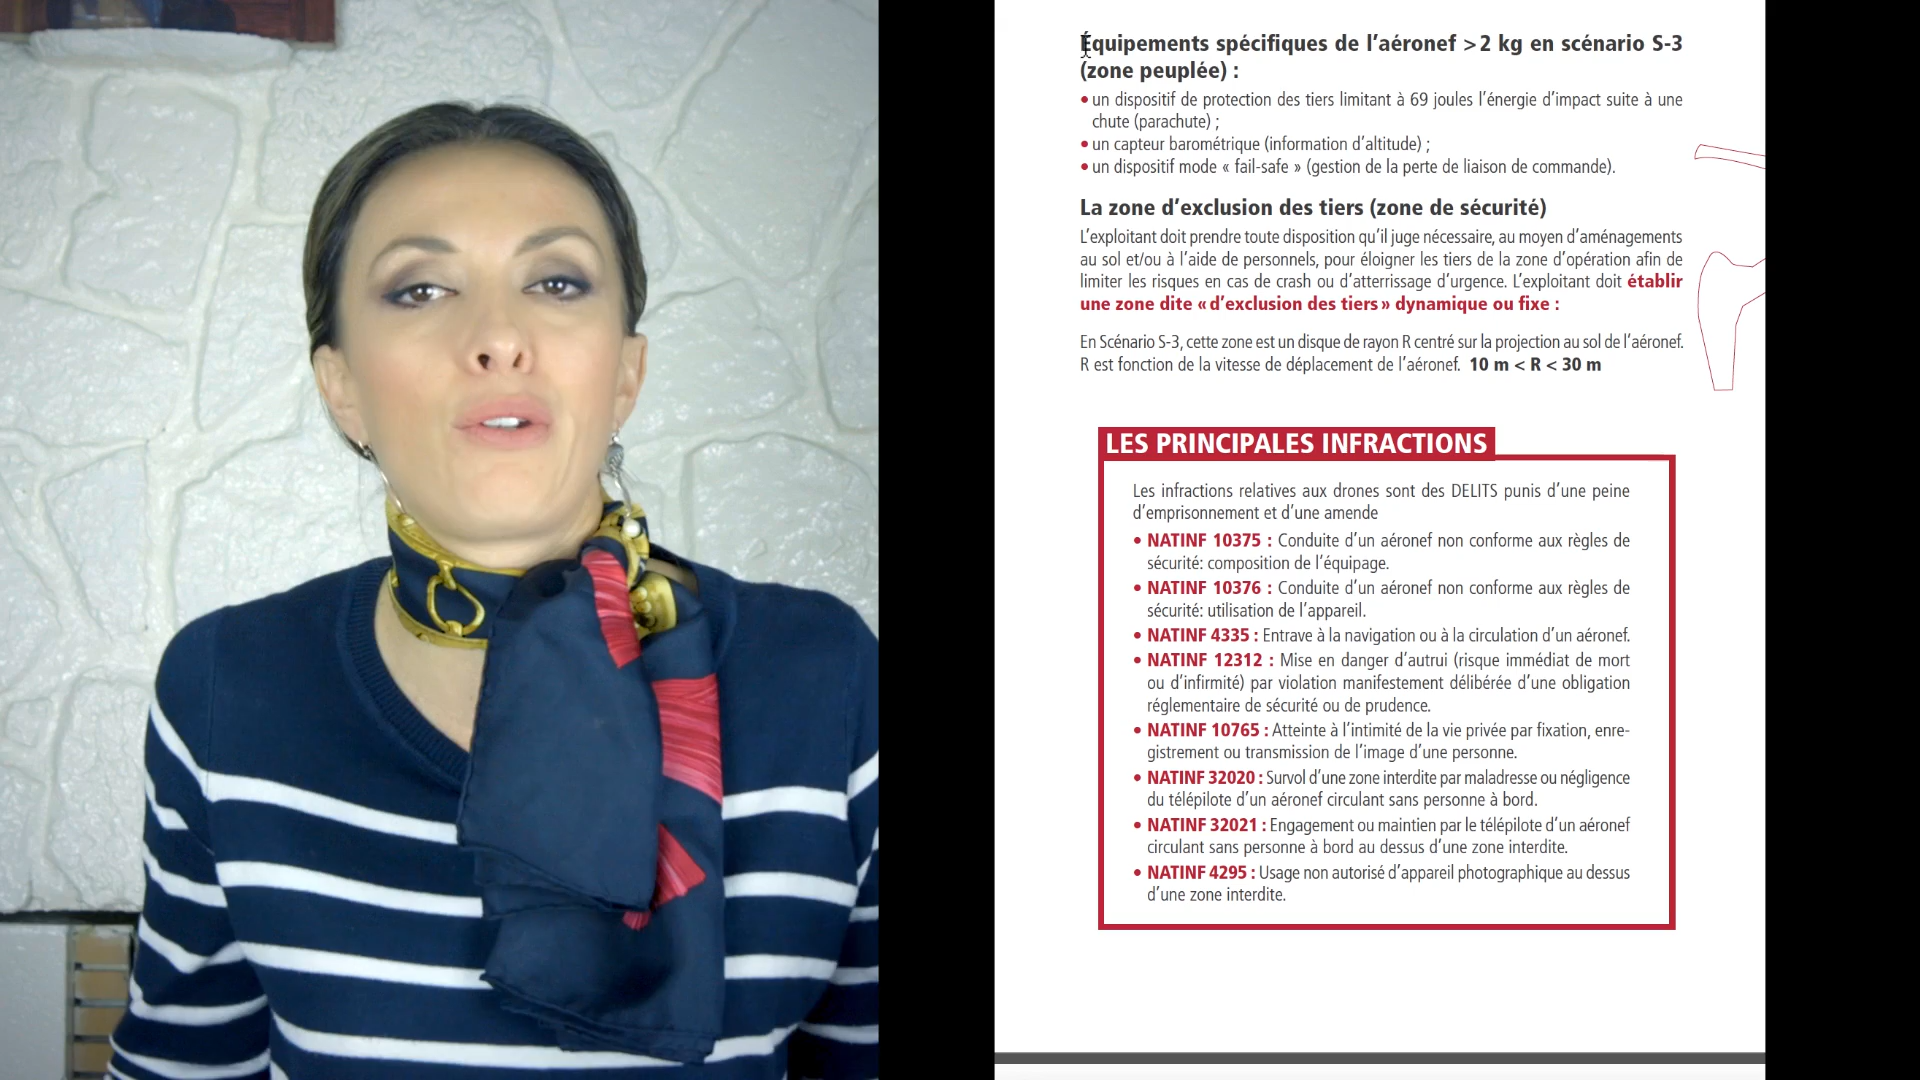 Équipements spécifiques de l’aéronef > 2 kg en scénario S-3
(zone peuplée) :
• un dispositif de protection des tiers limitant à 69 joules l’énergie d’impact suite à une
chute (parachute) ;
• un capteur barométrique (information d’altitude) ;
• un dispositif mode « fail-safe » (gestion de la perte de liaison de commande).
La zone d’exclusion des tiers (zone de sécurité)
L’exploitant doit prendre toute disposition qu’il juge nécessaire, au moyen d’aménagements
au sol et/ou à l’aide de personnels, pour éloigner les tiers de la zone d’opération afin de
limiter les risques en cas de crash ou d’atterrissage d’urgence. L’exploitant doit établir
une zone dite « d’exclusion des tiers » dynamique ou fixe :
En Scénario S-3, cette zone est un disque de rayon R centré sur la projection au sol de l’aéronef.
R est fonction de la vitesse de déplacement de l’aéronef. 10 m < R < 30 m
LES PRINCIPALES INFRACTIONS
Les infractions relatives aux drones sont des DELITS punis d’une peine
d’emprisonnement et d’une amende
• NATINF 10375 : Conduite d’un aéronef non conforme aux règles de
sécurité: composition de l’équipage.
• NATINF 10376 : Conduite d’un aéronef non conforme aux règles de
sécurité: utilisation de l’appareil.
• NATINF 4335 : Entrave à la navigation ou à la circulation d’un aéronef.
• NATINF 12312 : Mise en danger d’autrui (risque immédiat de mort
ou d’infirmité) par violation manifestement délibérée d’une obligation
réglementaire de sécurité ou de prudence.
• NATINF 10765 : Atteinte à l’intimité de la vie privée par fixation, enre-
gistrement ou transmission de l’image d’une personne.
• NATINF 32020 : Survol d’une zone interdite par maladresse ou négligence
du télépilote d’un aéronef circulant sans personne à bord.
• NATINF 32021 : Engagement ou maintien par le télépilote d’un aéronef
circulant sans personne à bord au dessus d’une zone interdite.
• NATINF 4295 : Usage non autorisé d’appareil photographique au dessus
d’une zone interdite.